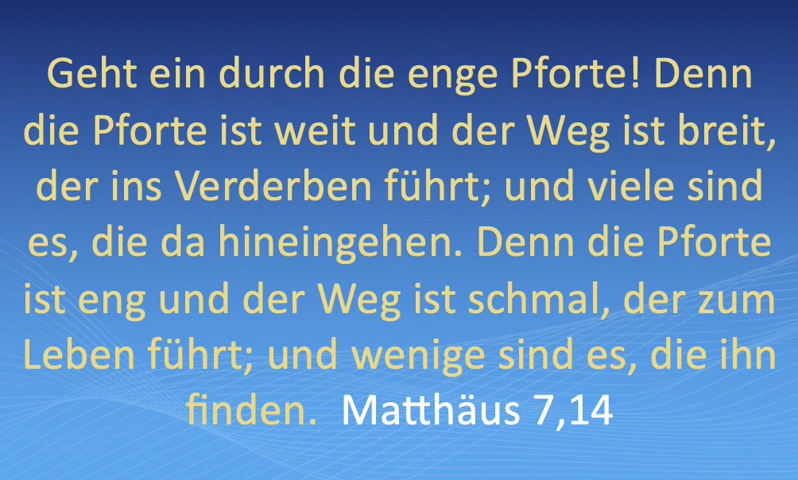 Geht ein durch die enge Pforte! Denn
die Pforte ist weit und der Weg ist breit,
der ins Verderben führt; und viele sind
es, die da hineingehen. Denn die Pforte
ist eng und der Weg ist schmal, der zum
Leben führt; und wenige sind es, die ihn
finden. Matthäus 7,14